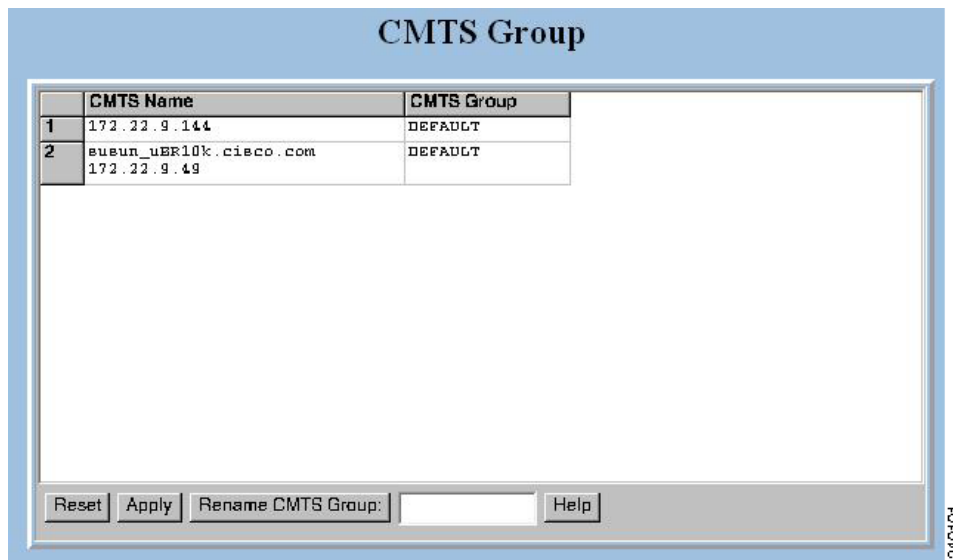 CMTS Group
CMTS Name CMTS Group
1 172.22.9.144 DEFAULT
2 susun_uBR10k.cisco.com DEFAULT
172.22.9.49
Reset Apply Rename CMTS Group: Help